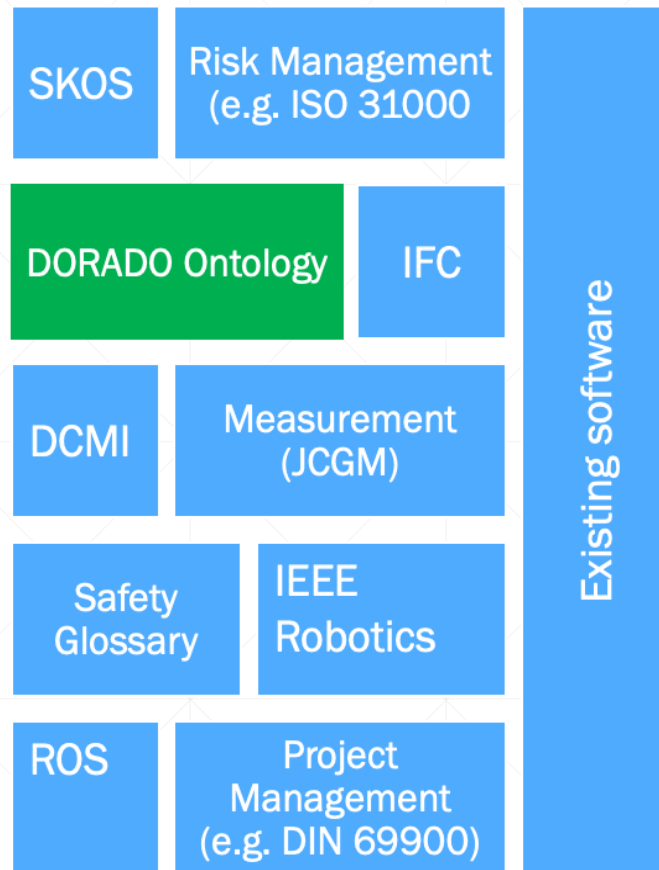 SKOS
Risk Management
(e.g. ISO 31000
DORADO Ontology
IFC
DCMI
Measurement
(JCGM)
Safety
Glossary
IEEE
Robotics
ROS
Project
Management
(e.g. DIN 69900)
Existing software